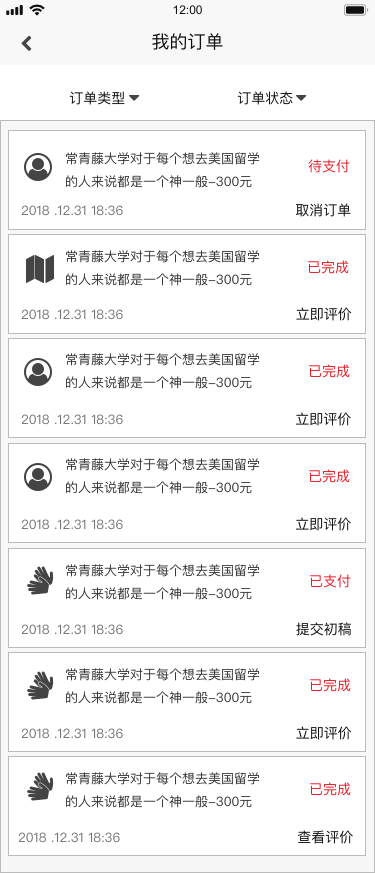 12:00
我的订单
订单类型 订单状态
常青藤大学对于每个想去美国留学
的人来说都是一个神一般-300元
待支付
2018 .12.31 18:36 取消订单
常青藤大学对于每个想去美国留学
的人来说都是一个神一般-300元
已完成
2018 .12.31 18:36 立即评价
常青藤大学对于每个想去美国留学
的人来说都是一个神一般-300元
已完成
2018 .12.31 18:36 立即评价
常青藤大学对于每个想去美国留学
的人来说都是一个神一般-300元
已完成
2018 .12.31 18:36 立即评价
常青藤大学对于每个想去美国留学
的人来说都是一个神一般-300元
已支付
2018 .12.31 18:36 提交初稿
常青藤大学对于每个想去美国留学
的人来说都是一个神一般-300元
已完成
2018 .12.31 18:36 立即评价
常青藤大学对于每个想去美国留学
的人来说都是一个神一般-300元
已完成
2018 .12.31 18:36 查看评价